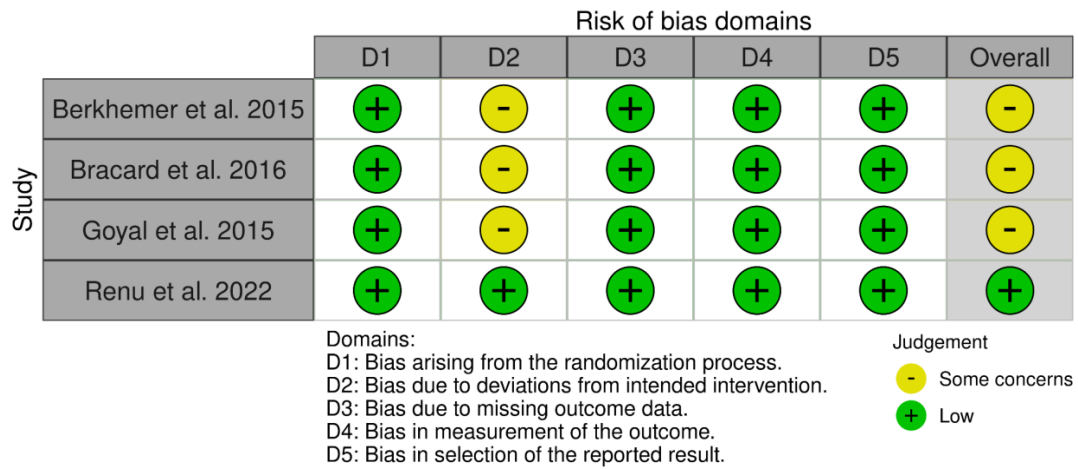 Risk of bias domains
D1 D2 D3 D4 D5 Overall
Study
Berkhemer et al. 2015 + - + + + -
Bracard et al. 2016 + - + + + -
Goyal et al. 2015 + - + + + -
Renu et al. 2022 + + + + + +
Domains:
D1: Bias arising from the randomization process.
D2: Bias due to deviations from intended intervention.
D3: Bias due to missing outcome data.
D4: Bias in measurement of the outcome.
D5: Bias in selection of the reported result.
Judgement
- Some concerns
+ Low